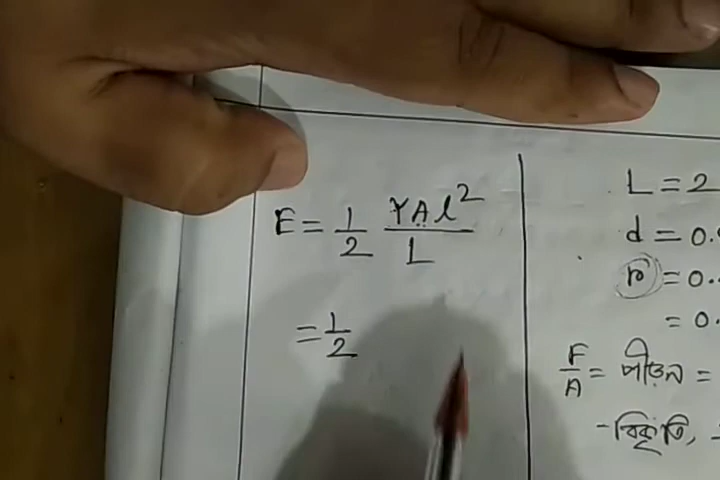 E = 1/2 YAl²/L
= 1/2
L = 2
d = 0.
r = 0.
= 0.
F/A = পীড়ন =
বিকৃতি,